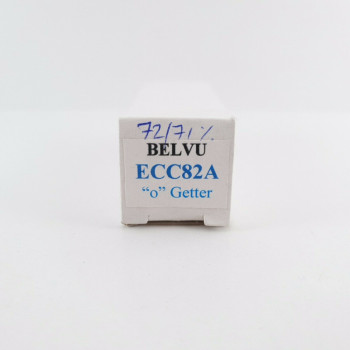 72/71%
BELVU
ECC82A
“o” Getter